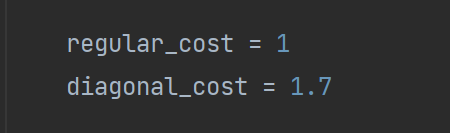 regular_cost = 1
diagonal_cost = 1.7